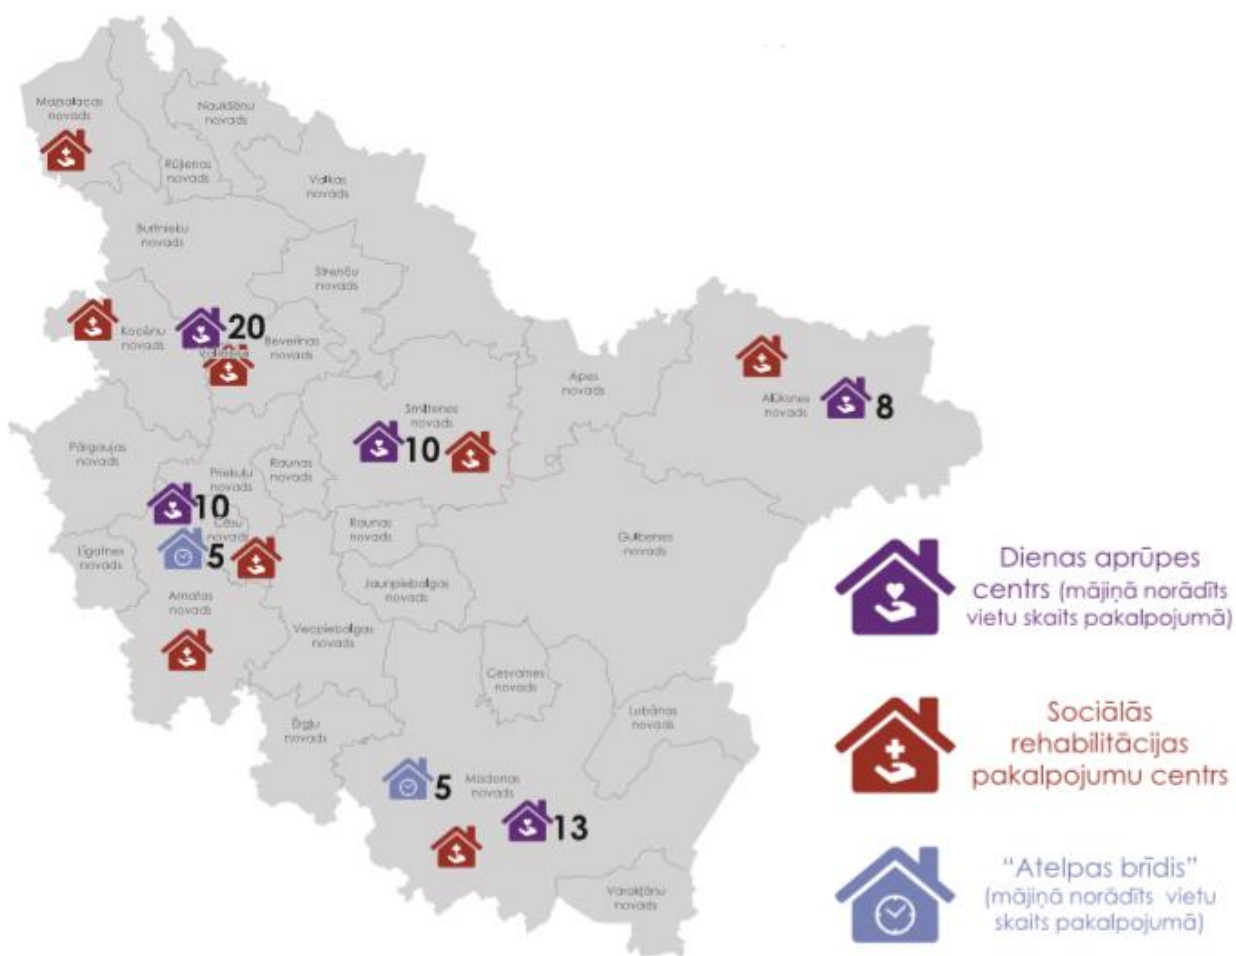 Mazsalacas
novads
Naukšēnu
novads
Rūjienas
novads
Valkas
novads
Burtnieku
novads
Strenču
novads
Kocēnu
novads
20
Beverīnas
novads
Apes
novads
Alūksnes
novads
8
Smiltenes
novads
10
Pārgaujas
novads
Priekuļu
novads
Raunas
novads
10
Cēsu
novads
5
Raunas
novads
Gulbenes
novads
Līgatnes
novads
Jaunpiebalgas
novads
Amatas
novads
Vecpiebalgas
novads
Cesvaines
novads
Lubānas
novads
Ērgļu
novads
5
Madonas
novads
13
Varakļānu
novads
Dienas aprūpes
centrs (mājiņā norādīts
vietu skaits pakalpojumā)
Sociālās
rehabilitācijas
pakalpojumu centrs
"Atelpas brīdis"
(mājiņā norādīts vietu
skaits pakalpojumā)